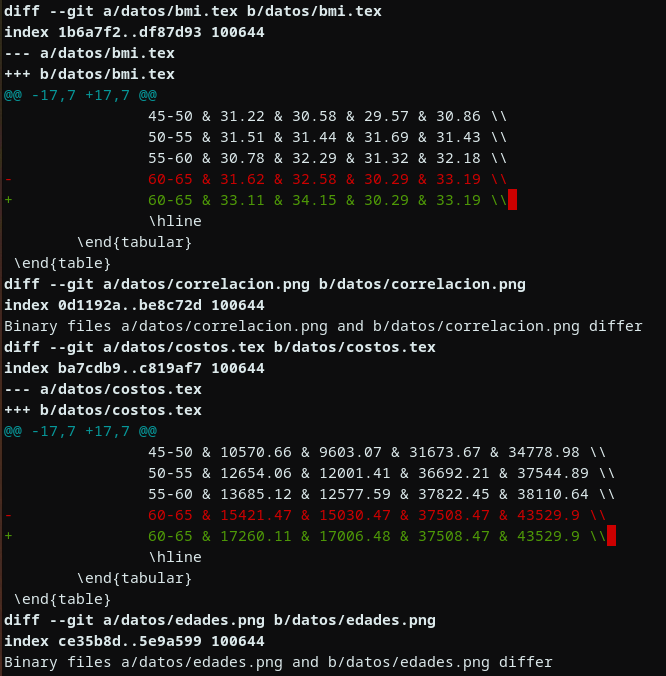 diff --git a/datos/bmi.tex b/datos/bmi.tex
index 1b6a7f2..df87d93 100644
--- a/datos/bmi.tex
+++ b/datos/bmi.tex
@@ -17,7 +17,7 @@
                45-50 & 31.22 & 30.58 & 29.57 & 30.86 \\
                50-55 & 31.51 & 31.44 & 31.69 & 31.43 \\
                55-60 & 30.78 & 32.29 & 31.32 & 32.18 \\
-               60-65 & 31.62 & 32.58 & 30.29 & 33.19 \\
+               60-65 & 33.11 & 34.15 & 30.29 & 33.19 \\
                \hline
        \end{tabular}
 \end{table}
diff --git a/datos/correlacion.png b/datos/correlacion.png
index 0d1192a..be8c72d 100644
Binary files a/datos/correlacion.png and b/datos/correlacion.png differ
diff --git a/datos/costos.tex b/datos/costos.tex
index ba7cdb9..c819af7 100644
--- a/datos/costos.tex
+++ b/datos/costos.tex
@@ -17,7 +17,7 @@
                45-50 & 10570.66 & 9603.07 & 31673.67 & 34778.98 \\
                50-55 & 12654.06 & 12001.41 & 36692.21 & 37544.89 \\
                55-60 & 13685.12 & 12577.59 & 37822.45 & 38110.64 \\
-               60-65 & 15421.47 & 15030.47 & 37508.47 & 43529.9 \\
+               60-65 & 17260.11 & 17006.48 & 37508.47 & 43529.9 \\
                \hline
        \end{tabular}
 \end{table}
diff --git a/datos/edades.png b/datos/edades.png
index ce35b8d..5e9a599 100644
Binary files a/datos/edades.png and b/datos/edades.png differ